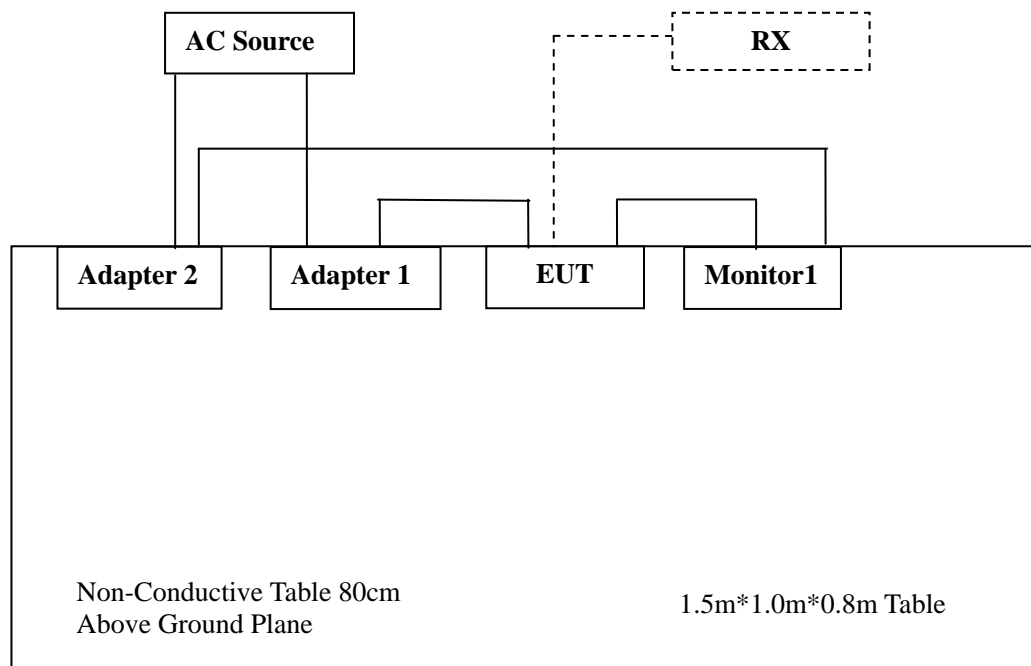 AC Source
RX
Adapter 2
Adapter 1
EUT
Monitor1
Non-Conductive Table 80cm
Above Ground Plane
1.5m*1.0m*0.8m Table